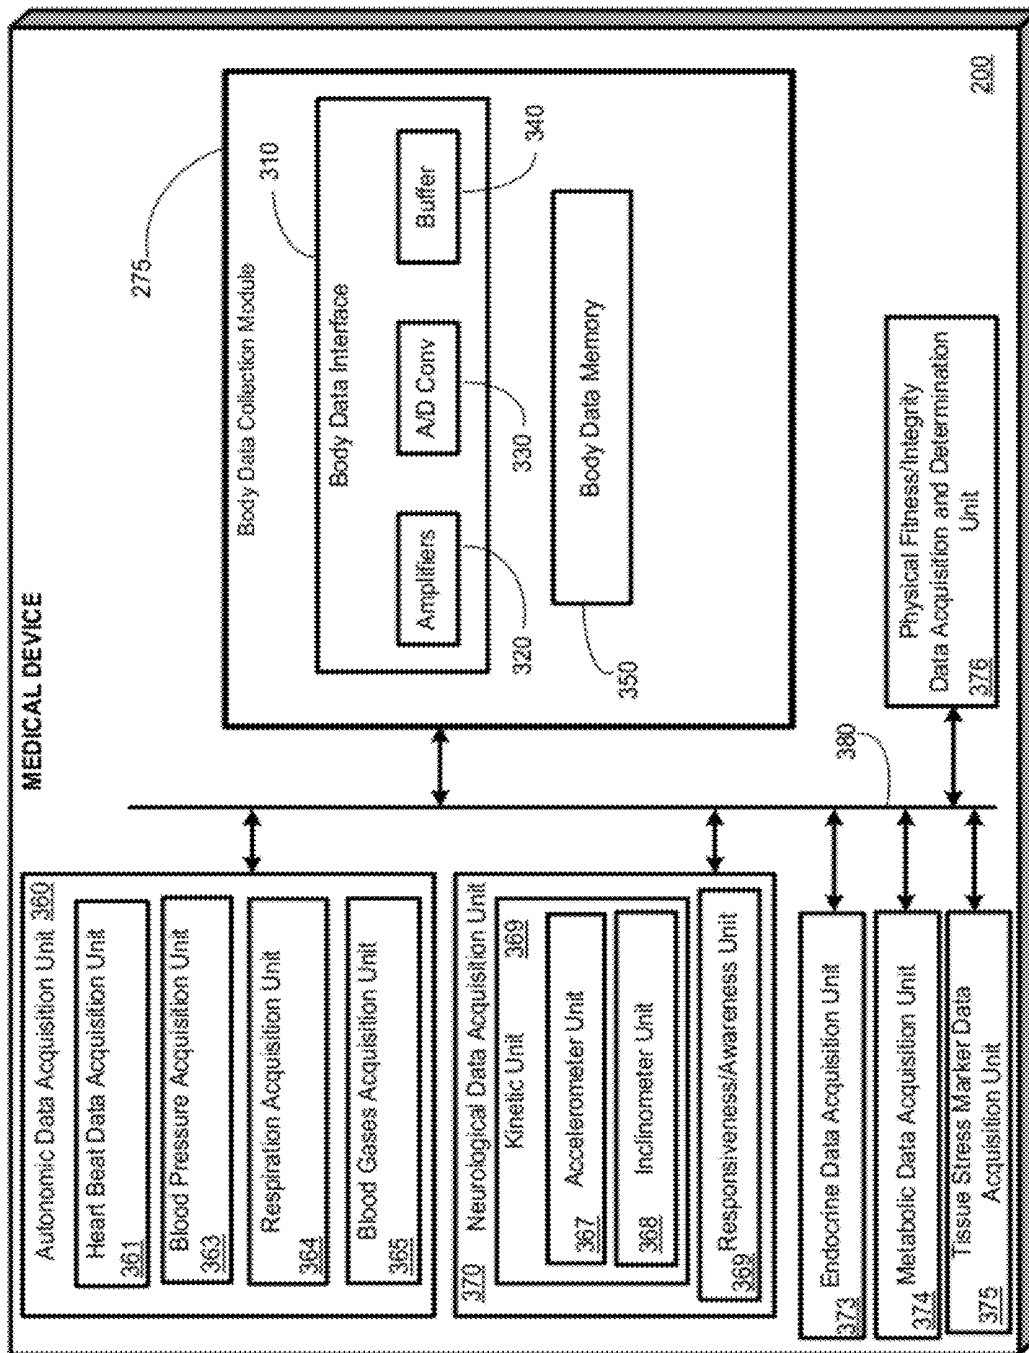 MEDICAL DEVICE
Autonomic Data Acquisition Unit 360
Heart Beat Data Acquisition Unit
361
Blood Pressure Acquisition Unit
363
Respiration Acquisition Unit
364
Blood Gases Acquisition Unit
365
370 Neurological Data Acquisition Unit
Kinetic Unit 369
Accelerometer Unit
367
Inclinometer Unit
368
Responsiveness/Awareness Unit
369
Endocrine Data Acquisition Unit
373
Metabolic Data Acquisition Unit
374
Tissue Stress Marker Data
Acquisition Unit
375
275
Body Data Collection Module
310
Body Data Interface
Amplifiers
A/D Conv
Buffer
320
330
340
Body Data Memory
350
380
Physical Fitness/Integrity
Data Acquisition and Determination
Unit
376
200